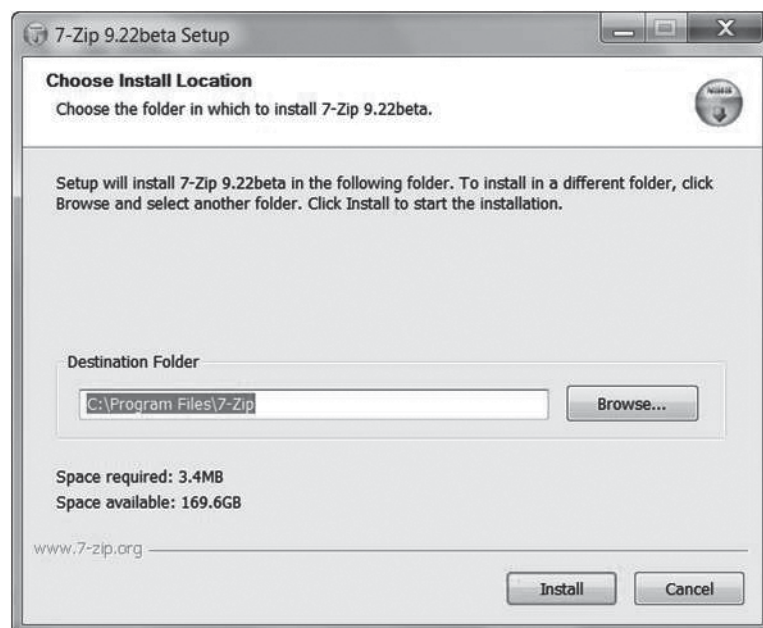 7-Zip 9.22beta Setup
Choose Install Location
Choose the folder in which to install 7-Zip 9.22beta.
Setup will install 7-Zip 9.22beta in the following folder. To install in a different folder, click
Browse and select another folder. Click Install to start the installation.
Destination Folder
C:\Program Files\7-Zip
Browse...
Space required: 3.4MB
Space available: 169.6GB
www.7-zip.org
Install
Cancel